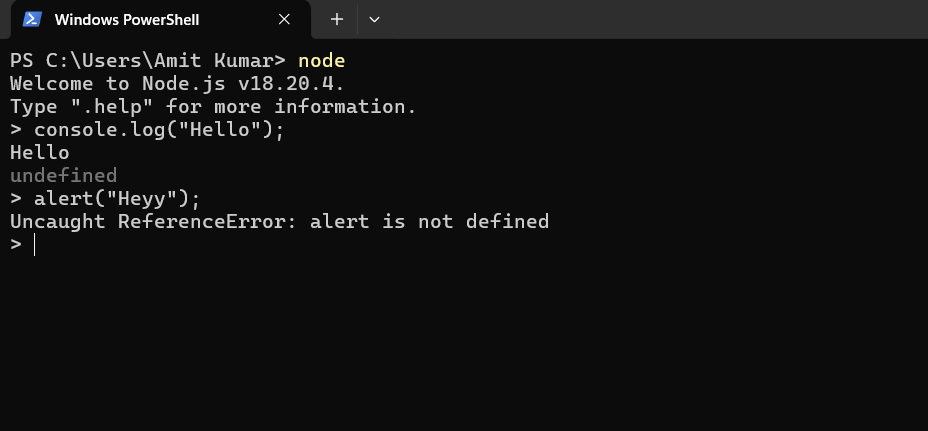 Windows PowerShell
PS C:\Users\Amit Kumar> node
Welcome to Node.js v18.20.4.
Type ".help" for more information.
> console.log("Hello");
Hello
undefined
> alert("Heyy");
Uncaught ReferenceError: alert is not defined
>